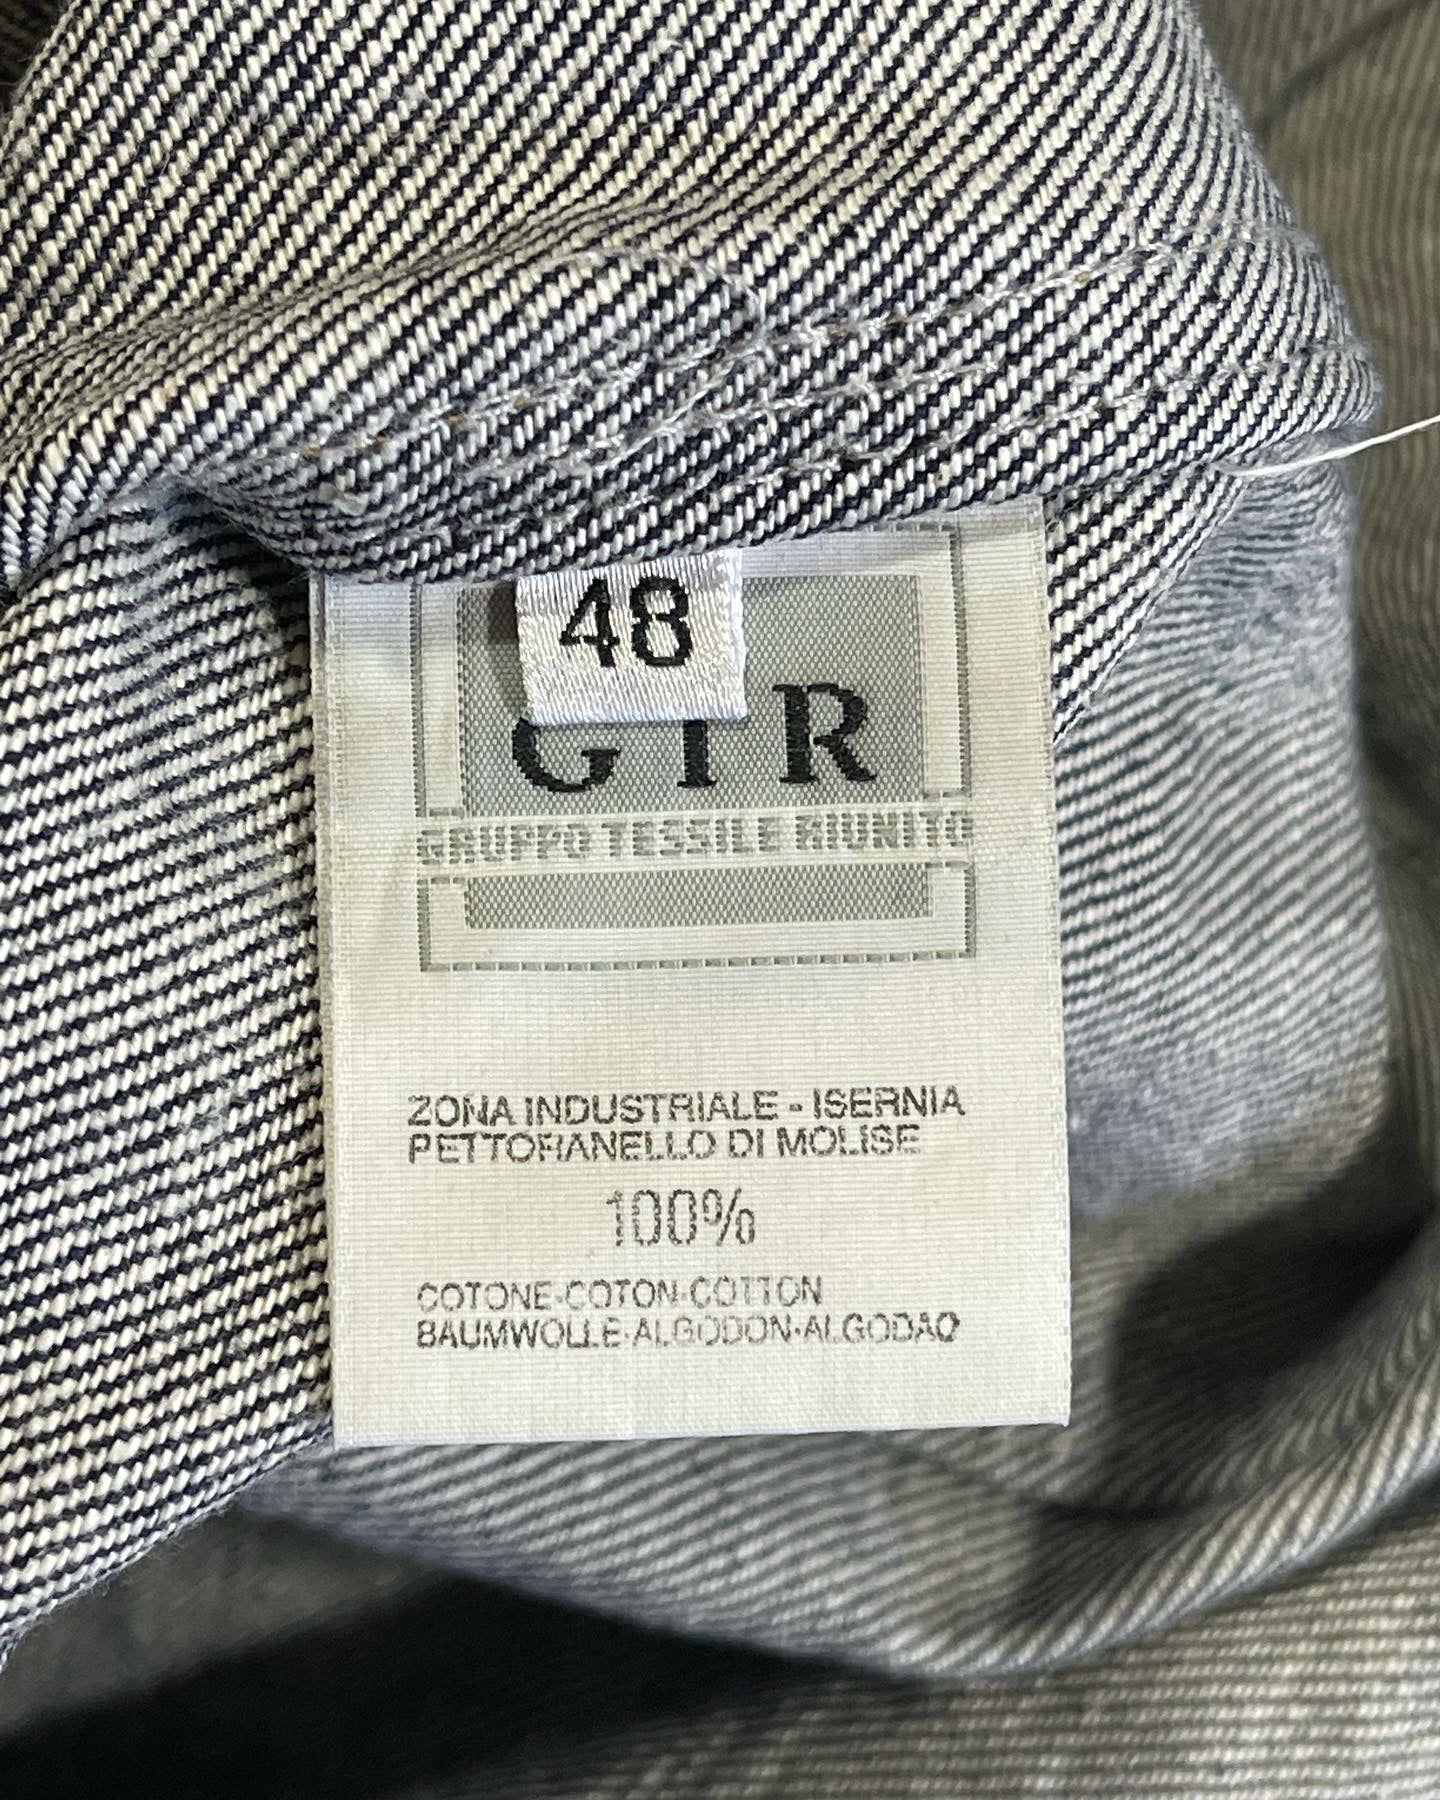 48
GTR
GRUPPO TESSILE RIUNITO
ZONA INDUSTRIALE - ISERNIA
PETTORANELLO DI MOLISE
100%
COTONE·COTON·COTTON
BAUMWOLLE·ALGODON·ALGODAO